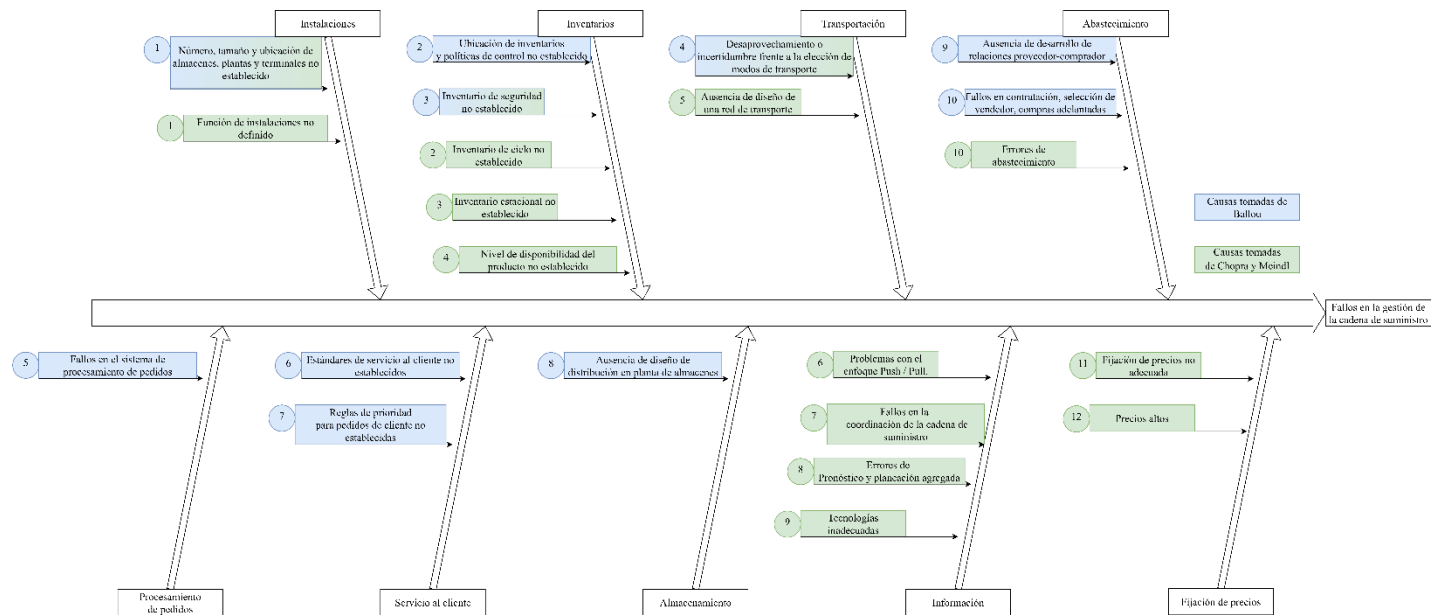 Instalaciones
Inventarios
Transportación
Abastecimiento
1
Número, tamaño y ubicación de
almacenes, plantas y terminales no
establecido
1
Función de instalaciones no
definido
2
Ubicación de inventarios
y políticas de control no establecido
3
Inventario de seguridad
no establecido
2
Inventario de ciclo no
establecido
3
Inventario estacional no
establecido
4
Nivel de disponibilidad del
producto no establecido
4
Desaprovechamiento o
incertidumbre frente a la elección de
modos de transporte
5
Ausencia de diseño de
una red de transporte
9
Ausencia de desarrollo de
relaciones proveedor-comprador
10
Fallos en contratación, selección de
vendedor, compras adelantadas
10
Errores de
abastecimiento
Causas tomadas de
Ballou
Causas tomadas
de Chopra y Meindl
Fallos en la gestión de
la cadena de suministro
5
Fallos en el sistema de
procesamiento de pedidos
6
Estándares de servicio al cliente no
establecidos
7
Reglas de prioridad
para pedidos de cliente no
establecidas
8
Ausencia de diseño de
distribución en planta de almacenes
6
Problemas con el
enfoque Push / Pull.
7
Fallos en la
coordinación de la cadena de
suministro
8
Errores de
Pronóstico y planeación agregada
9
Tecnologías
inadecuadas
11
Fijación de precios no
adecuada
12
Precios altos
Procesamiento
de pedidos
Servicio al cliente
Almacenamiento
Información
Fijación de precios